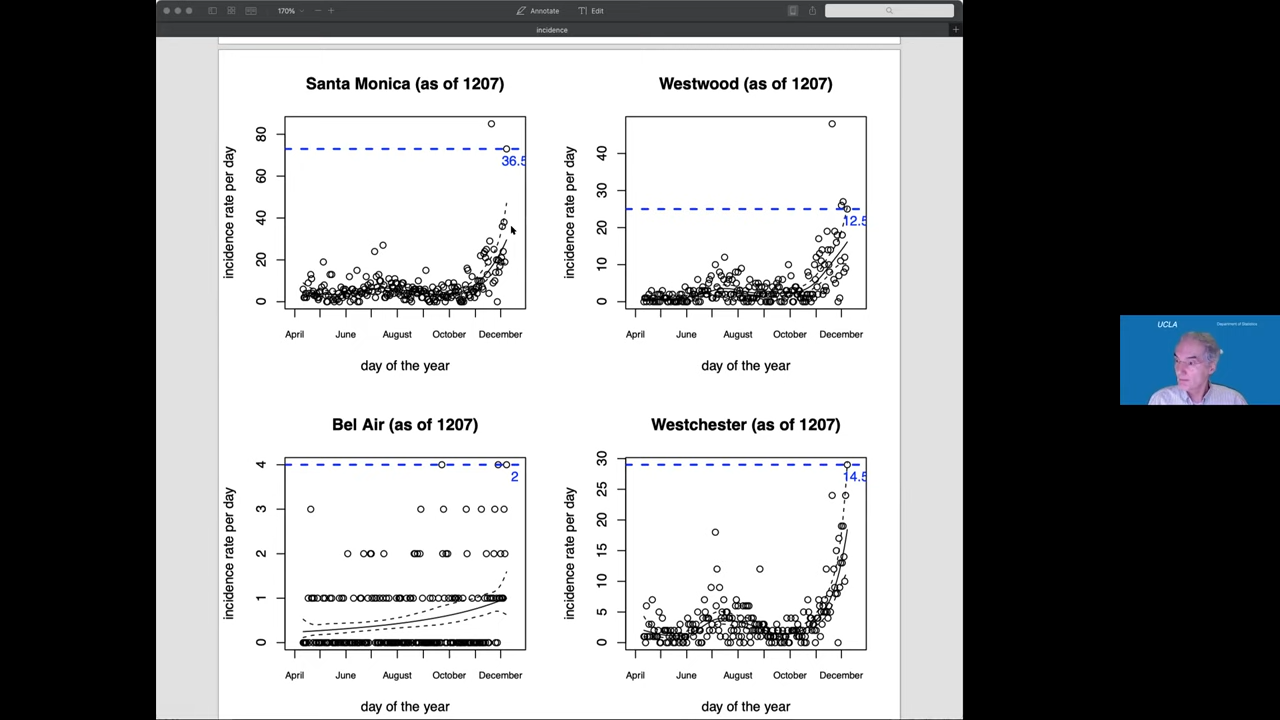 170%
Annotate
Edit
incidence
Santa Monica (as of 1207)
incidence rate per day
0 20 40 60 80
36.5
April June August October December
day of the year
Westwood (as of 1207)
incidence rate per day
0 10 20 30 40
12.5
April June August October December
day of the year
Bel Air (as of 1207)
incidence rate per day
0 1 2 3 4
2
April June August October December
day of the year
Westchester (as of 1207)
incidence rate per day
0 5 10 15 20 25 30
14.5
April June August October December
day of the year
UCLA
Department of Statistics